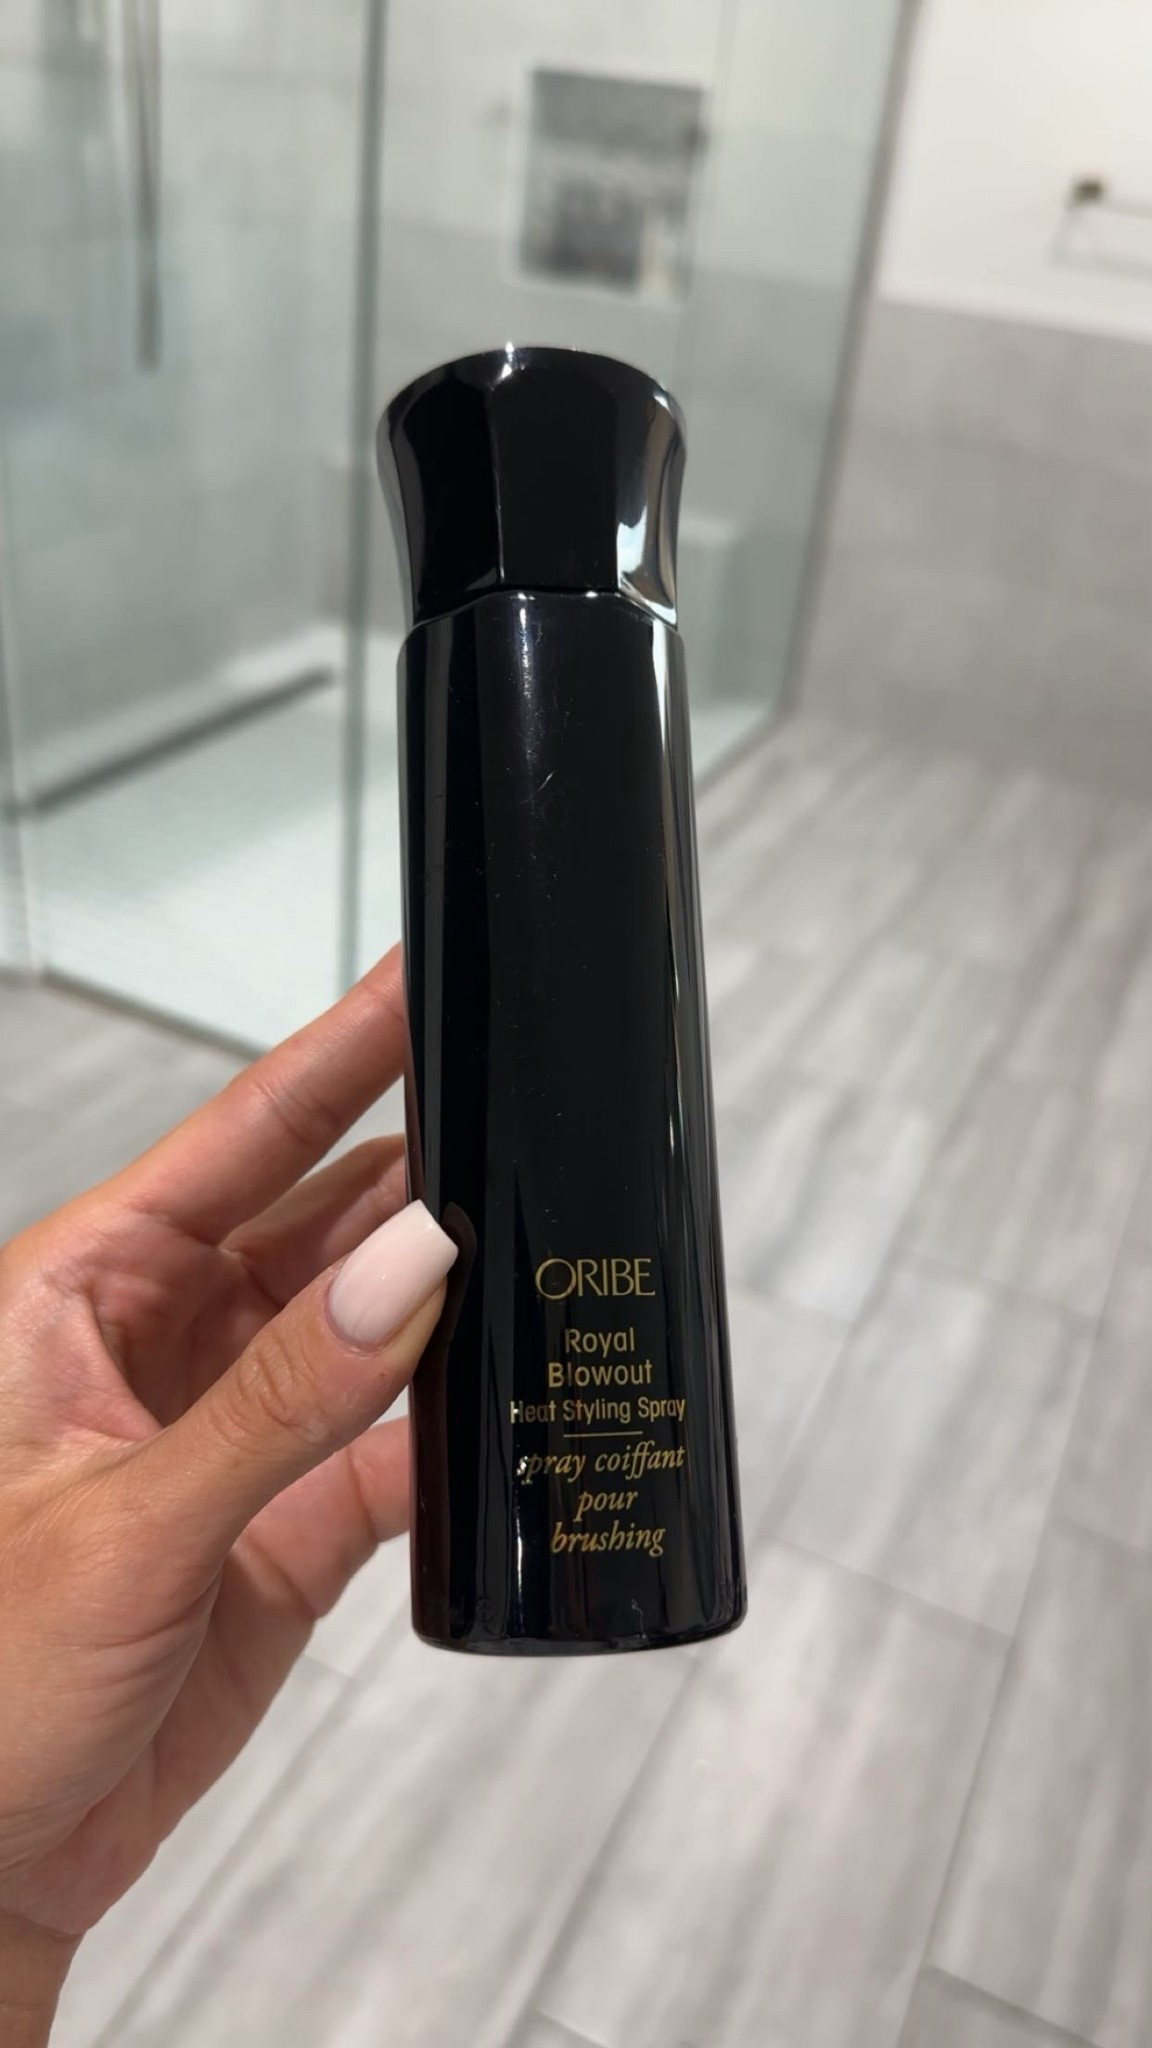 ORIBE
Royal
Blowout
Heat Styling Spray
spray coiffant
pour
brushing